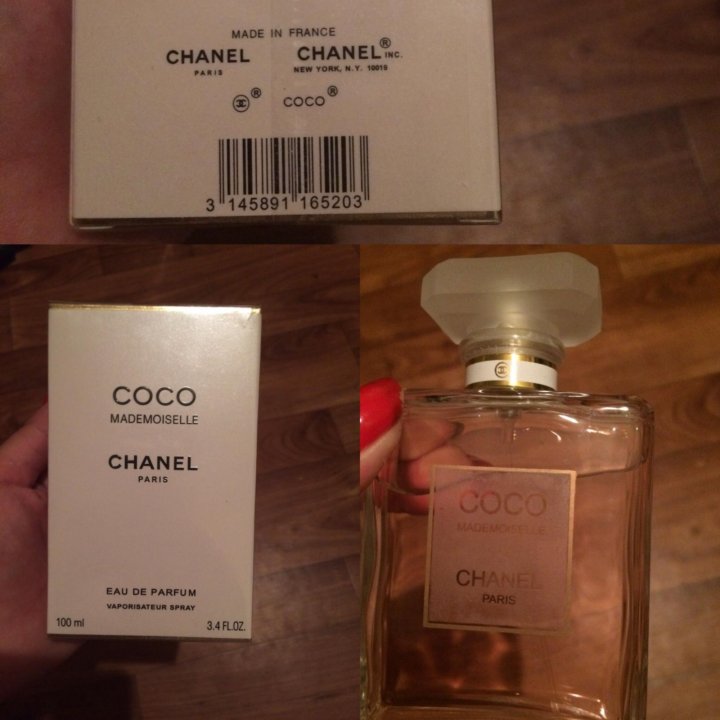 MADE IN FRANCE
CHANEL CHANEL® INC.
PARIS NEW YORK, N.Y. 10019
® COCO®
3 145891 165203
COCO
MADEMOISELLE
CHANEL
PARIS
EAU DE PARFUM
VAPORISATEUR SPRAY
100 ml 3.4 FL.OZ.
COCO
MADEMOISELLE
CHANEL
PARIS